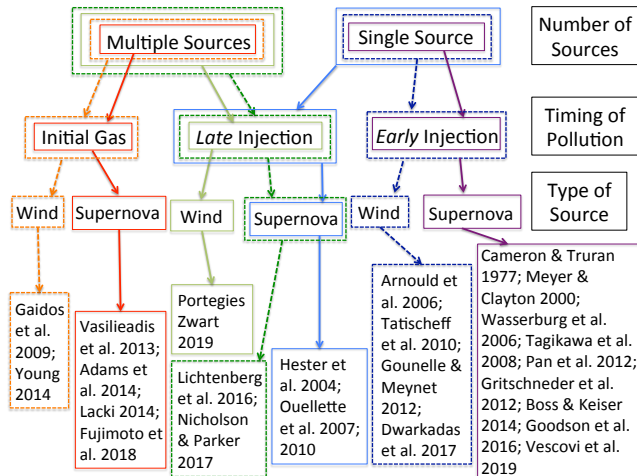 Multiple Sources
Single Source
Number of
Sources
Initial Gas
Late Injection
Early Injection
Timing of
Pollution
Wind
Supernova
Wind
Supernova
Wind
Supernova
Type of
Source
Gaidos
et al.
2009;
Young
2014
Vasilieadis
et al. 2013;
Adams et
al. 2014;
Lacki 2014;
Fujimoto et
al. 2018
Portegies
Zwart
2019
Lichtenberg
et al. 2016;
Nicholson
& Parker
2017
Hester et
al. 2004;
Ouellette
et al. 2007;
2010
Arnould et
al. 2006;
Tatischeff
et al. 2010;
Gounelle &
Meynet
2012;
Dwarkadas
et al. 2017
Cameron & Truran
1977; Meyer &
Clayton 2000;
Wasserburg et al.
2006; Tagikawa et al.
2008; Pan et al. 2012;
Gritschneder et al.
2012; Boss & Keiser
2014; Goodson et al.
2016; Vescovi et al.
2019